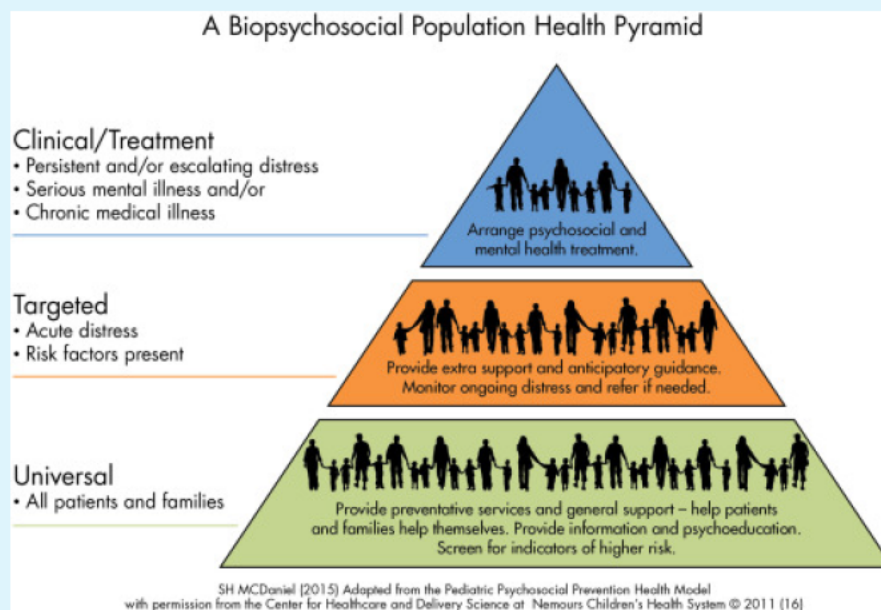 A Biopsychosocial Population Health Pyramid
Clinical/Treatment
• Persistent and/or escalating distress
• Serious mental illness and/or
• Chronic medical illness
Arrange psychosocial and
mental health treatment.
Targeted
• Acute distress
• Risk factors present
Provide extra support and anticipatory guidance.
Monitor ongoing distress and refer if needed.
Universal
• All patients and families
Provide preventative services and general support – help patients
and families help themselves. Provide information and psychoeducation.
Screen for indicators of higher risk.
SH MCDaniel (2015) Adapted from the Pediatric Psychosocial Prevention Health Model
with permission from the Center for Healthcare and Delivery Science at Nemours Children's Health System © 2011 (16)